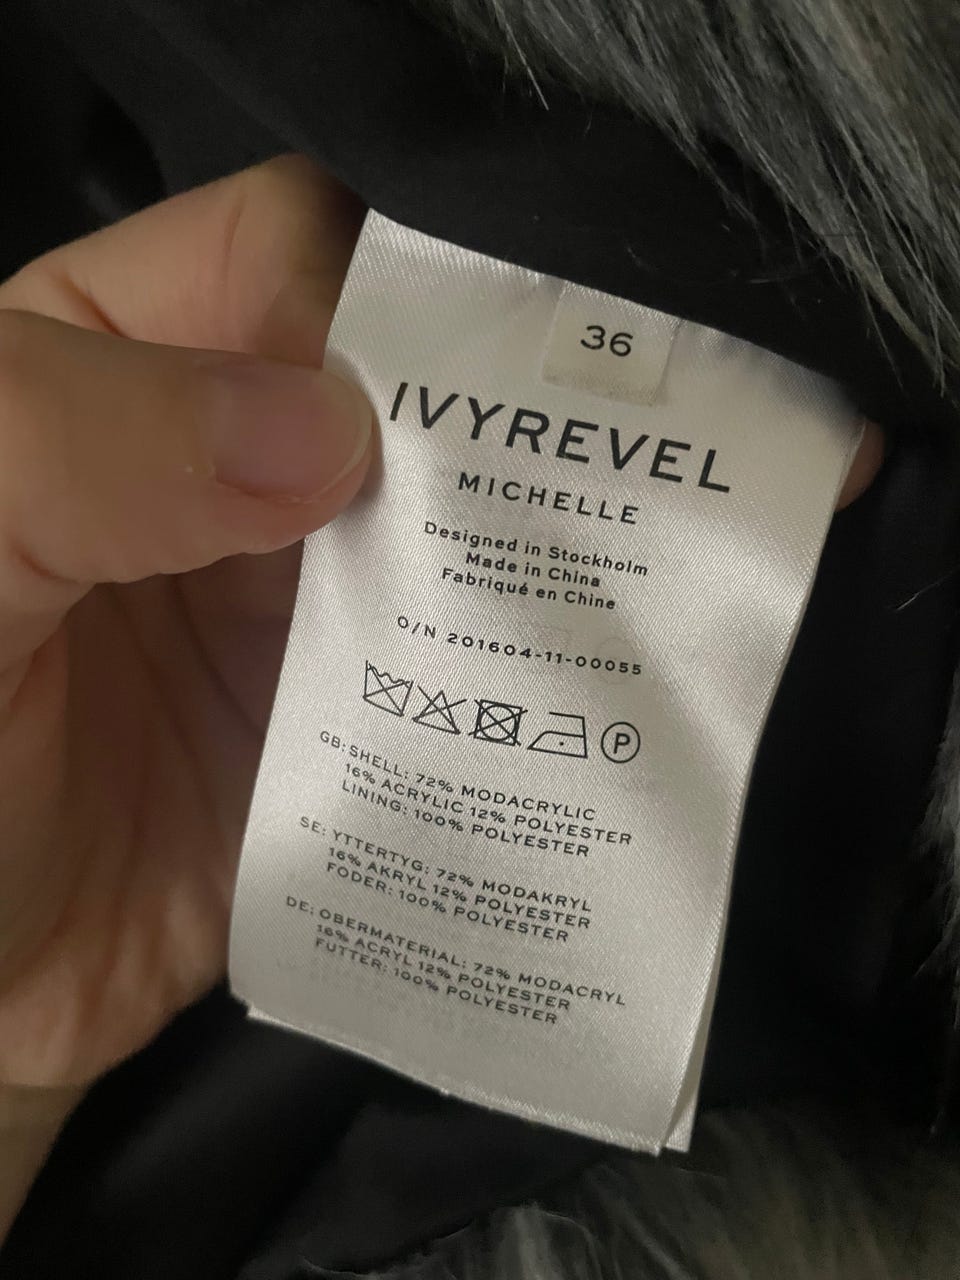 36
IVYREVEL
MICHELLE
Designed in Stockholm
Made in China
Fabriqué en Chine
O/N 201604-11-00055
P
GB: SHELL: 72% MODACRYLIC
16% ACRYLIC 12% POLYESTER
LINING: 100% POLYESTER
SE: YTTERTYG: 72% MODAKRYL
16% AKRYL 12% POLYESTER
FODER: 100% POLYESTER
DE: OBERMATERIAL: 72% MODACRYL
16% ACRYL 12% POLYESTER
FUTTER: 100% POLYESTER